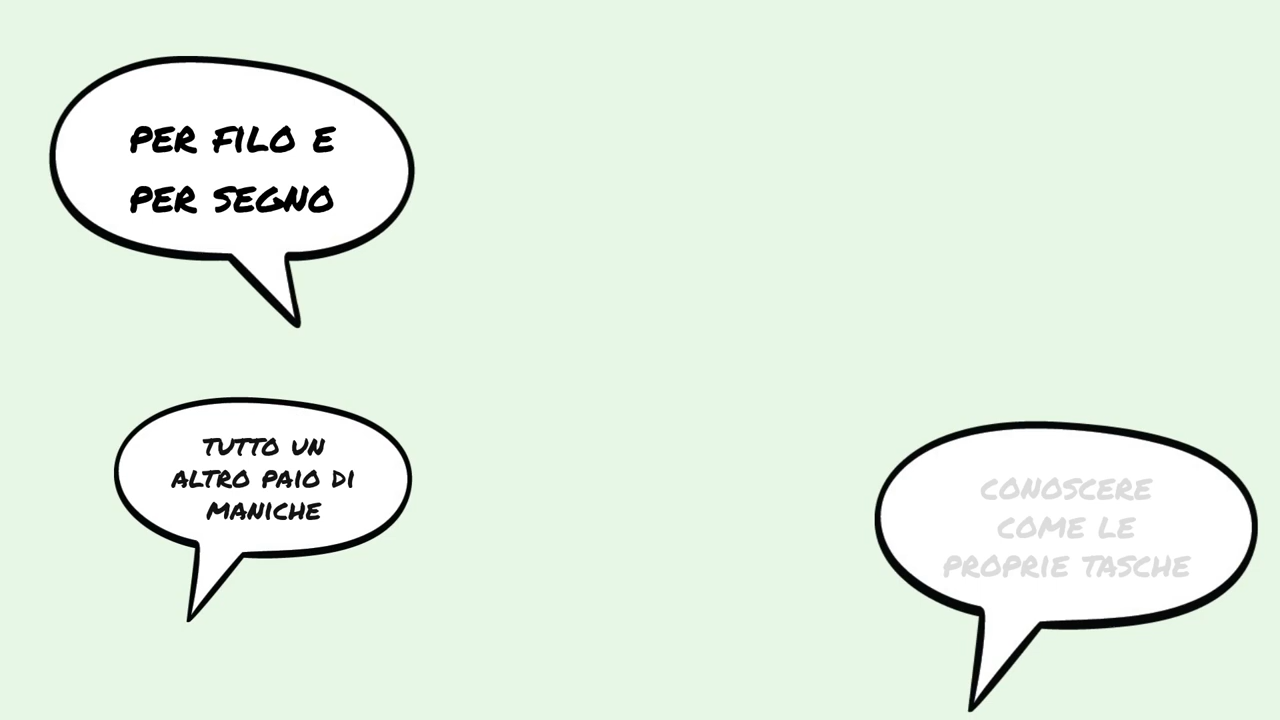 PER FILO E
PER SEGNO
TUTTO UN
ALTRO PAIO DI
MANICHE
CONOSCERE
COME LE
PROPRIE TASCHE